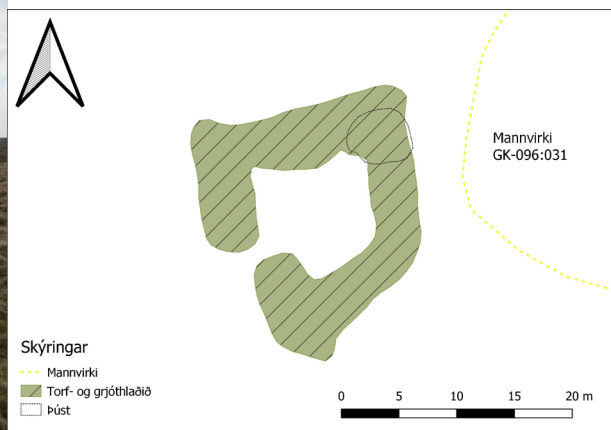 Mannvirki
GK-096:031
Skýringar
Mannvirki
Torf- og grjóthlaðið
Þúst
0 5 10 15 20 m